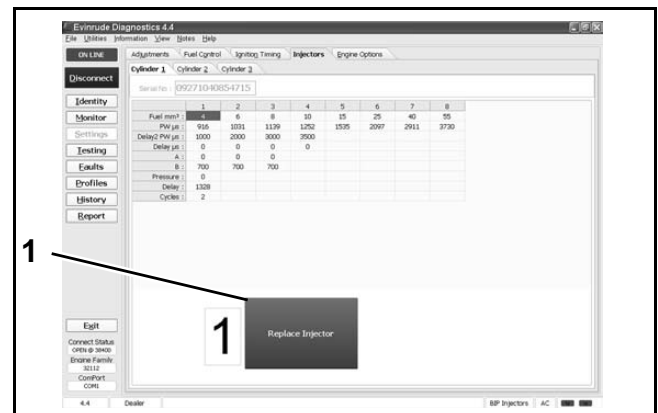 Evinrude Diagnostics 4.4
File Utilities Information View Notes Help
ON LINE
Adjustments Fuel Control Ignition Timing Injectors Engine Options
Cylinder 1 Cylinder 2 Cylinder 3
Disconnect
Serial No : 09271040854715
Identity
Monitor
Settings
Testing
Faults
Profiles
History
Report
1 2 3 4 5 6 7 8
Fuel mm³ : 4 6 8 10 15 25 40 55
PW µs : 916 1031 1139 1252 1535 2097 2911 3730
Delay2 PW µs : 1000 2000 3000 3500
Delay µs : 0 0 0 0
A : 0 0 0
B : 700 700 700
Pressure : 0
Delay : 1328
Cycles : 2
1
1 Replace Injector
Exit
Connect Status
OPEN @ 38400
Engine Family
32112
ComPort
COM1
4.4 Dealer BIP Injectors AC